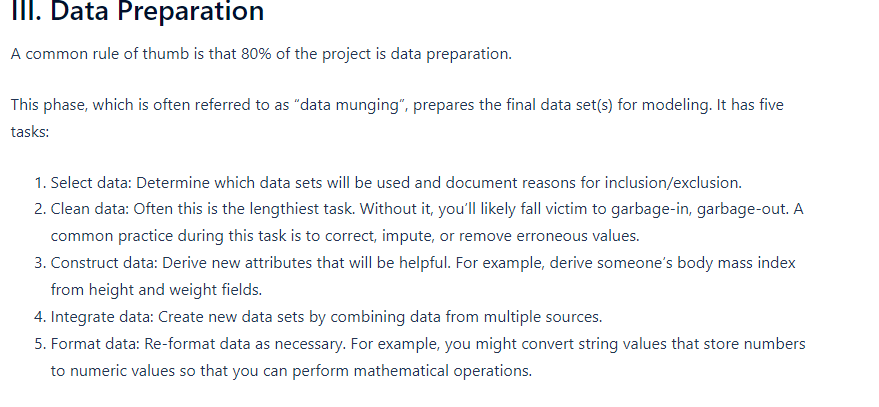 III. Data Preparation
A common rule of thumb is that 80% of the project is data preparation.
This phase, which is often referred to as “data munging”, prepares the final data set(s) for modeling. It has five
tasks:
1. Select data: Determine which data sets will be used and document reasons for inclusion/exclusion.
2. Clean data: Often this is the lengthiest task. Without it, you’ll likely fall victim to garbage-in, garbage-out. A
common practice during this task is to correct, impute, or remove erroneous values.
3. Construct data: Derive new attributes that will be helpful. For example, derive someone’s body mass index
from height and weight fields.
4. Integrate data: Create new data sets by combining data from multiple sources.
5. Format data: Re-format data as necessary. For example, you might convert string values that store numbers
to numeric values so that you can perform mathematical operations.